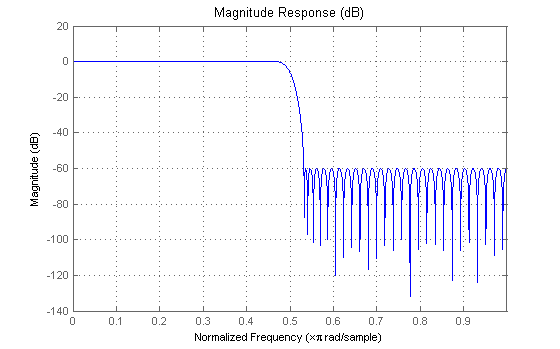 Magnitude Response (dB)
20
0
-20
-40
-60
-80
-100
-120
-140
Magnitude (dB)
0 0.1 0.2 0.3 0.4 0.5 0.6 0.7 0.8 0.9
Normalized Frequency (×π rad/sample)